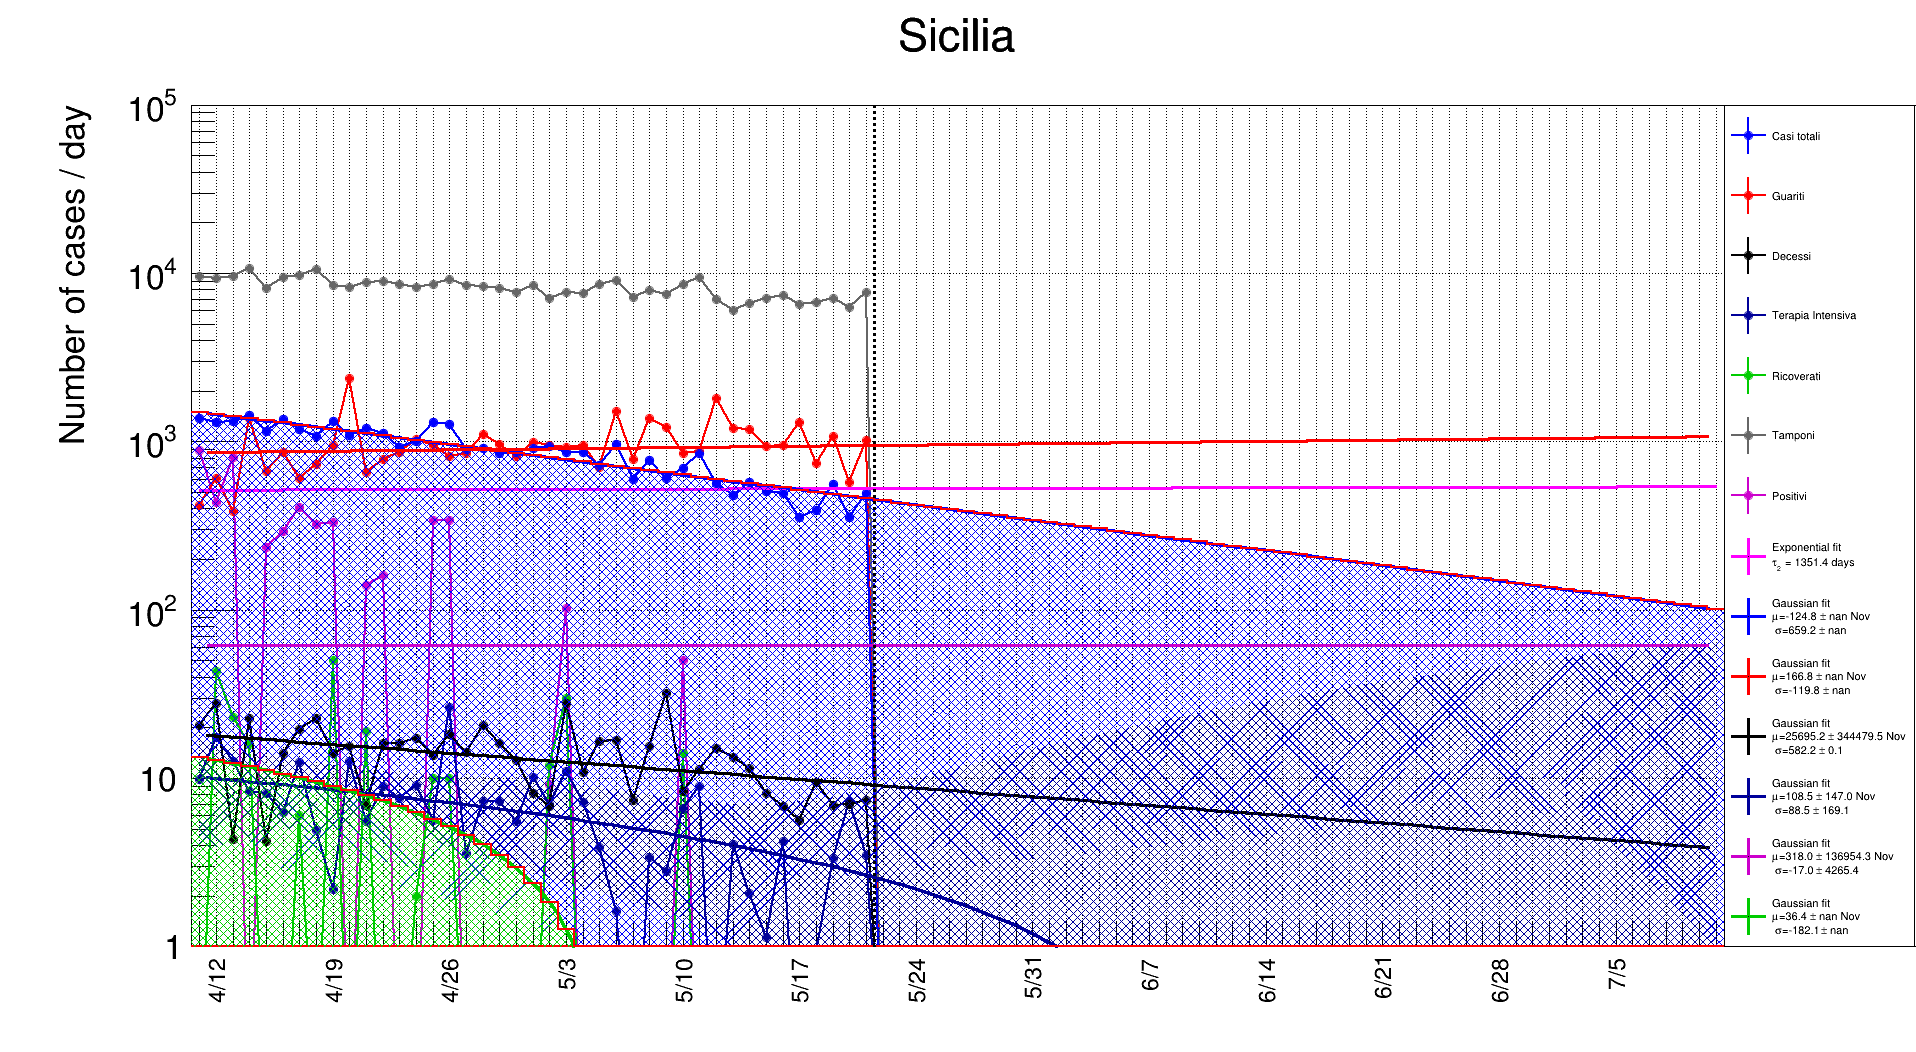 Sicilia
Number of cases / day
10^5
10^4
10^3
10^2
10
1
4/12
4/19
4/26
5/3
5/10
5/17
5/24
5/31
6/7
6/14
6/21
6/28
7/5
Casi totali
Guariti
Decessi
Terapia Intensiva
Ricoverati
Tamponi
Positivi
Exponential fit
τ_2 = 1351.4 days
Gaussian fit
μ=-124.8 ± nan Nov
σ=659.2 ± nan
Gaussian fit
μ=166.8 ± nan Nov
σ=-119.8 ± nan
Gaussian fit
μ=25695.2 ± 344479.5 Nov
σ=582.2 ± 0.1
Gaussian fit
μ=108.5 ± 147.0 Nov
σ=88.5 ± 169.1
Gaussian fit
μ=318.0 ± 136954.3 Nov
σ=-17.0 ± 4265.4
Gaussian fit
μ=36.4 ± nan Nov
σ=-182.1 ± nan